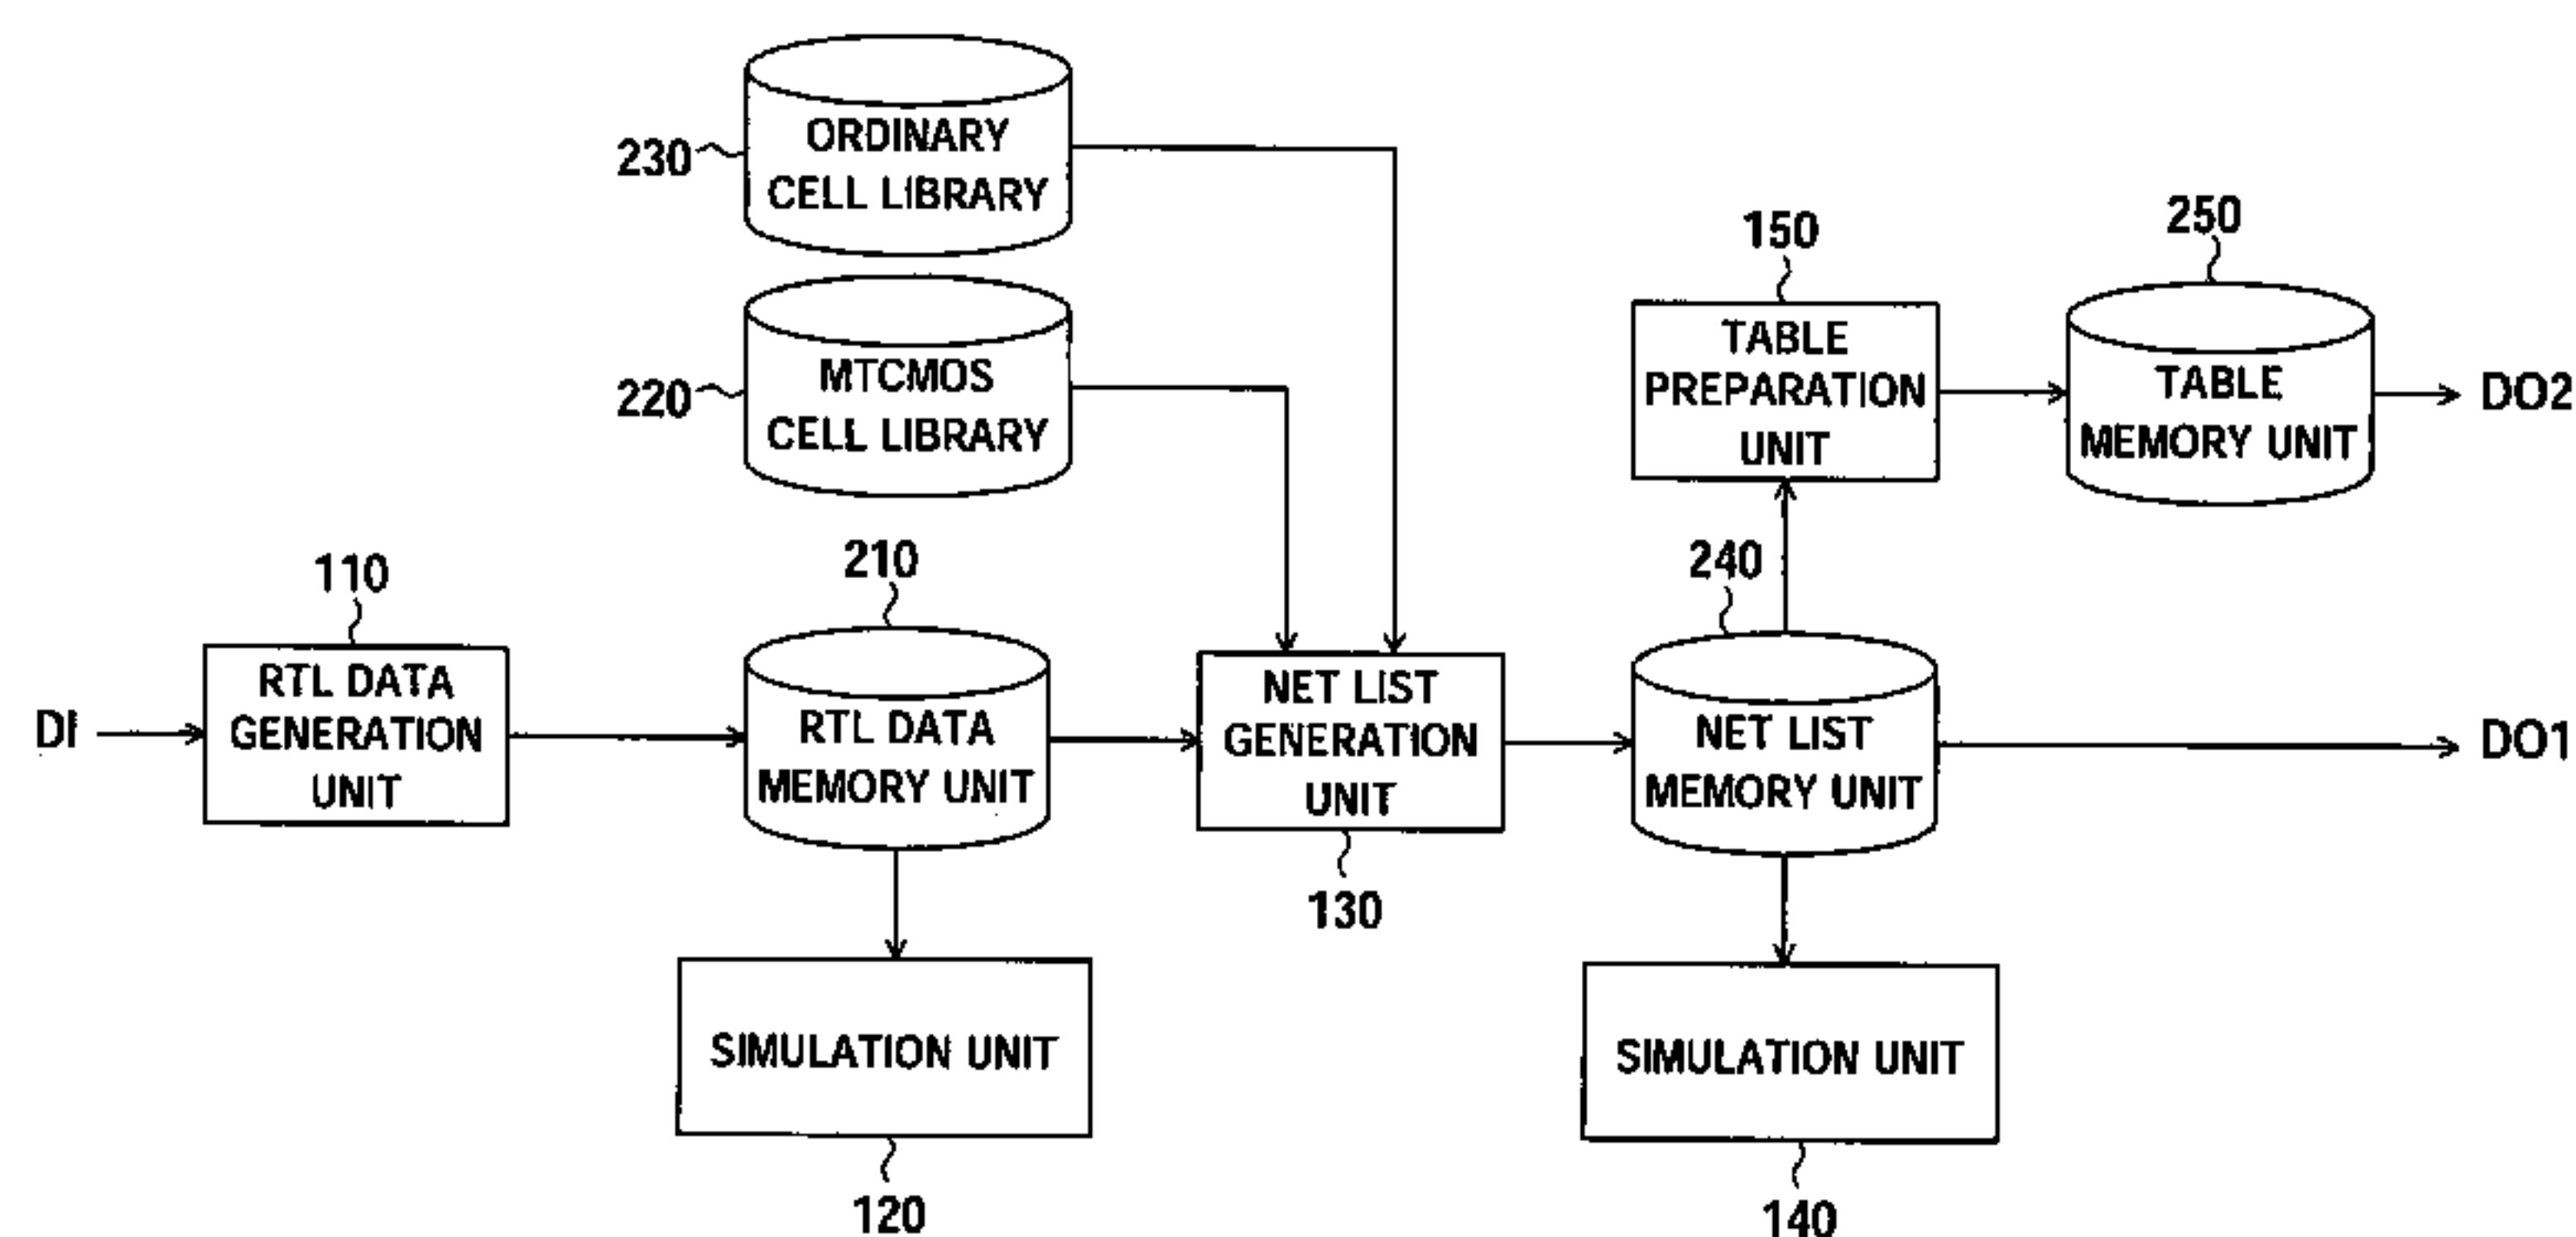 230
ORDINARY
CELL LIBRARY
220
MTCMOS
CELL LIBRARY
150
TABLE
PREPARATION
UNIT
250
TABLE
MEMORY UNIT
DO2
DI
110
RTL DATA
GENERATION
UNIT
210
RTL DATA
MEMORY UNIT
NET LIST
GENERATION
UNIT
130
240
NET LIST
MEMORY UNIT
DO1
SIMULATION UNIT
120
SIMULATION UNIT
140